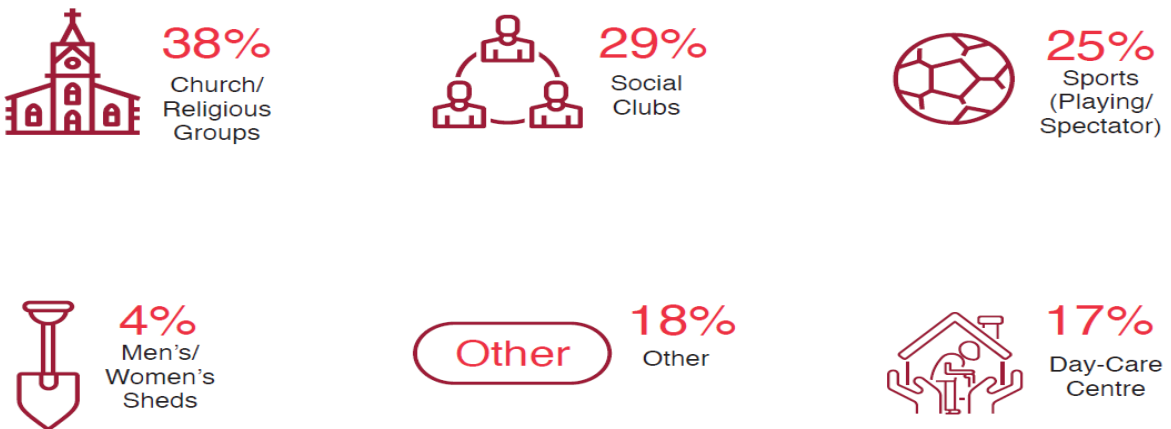 38%
Church/
Religious
Groups
29%
Social
Clubs
25%
Sports
(Playing/
Spectator)
4%
Men’s/
Women’s
Sheds
Other
18%
Other
17%
Day-Care
Centre